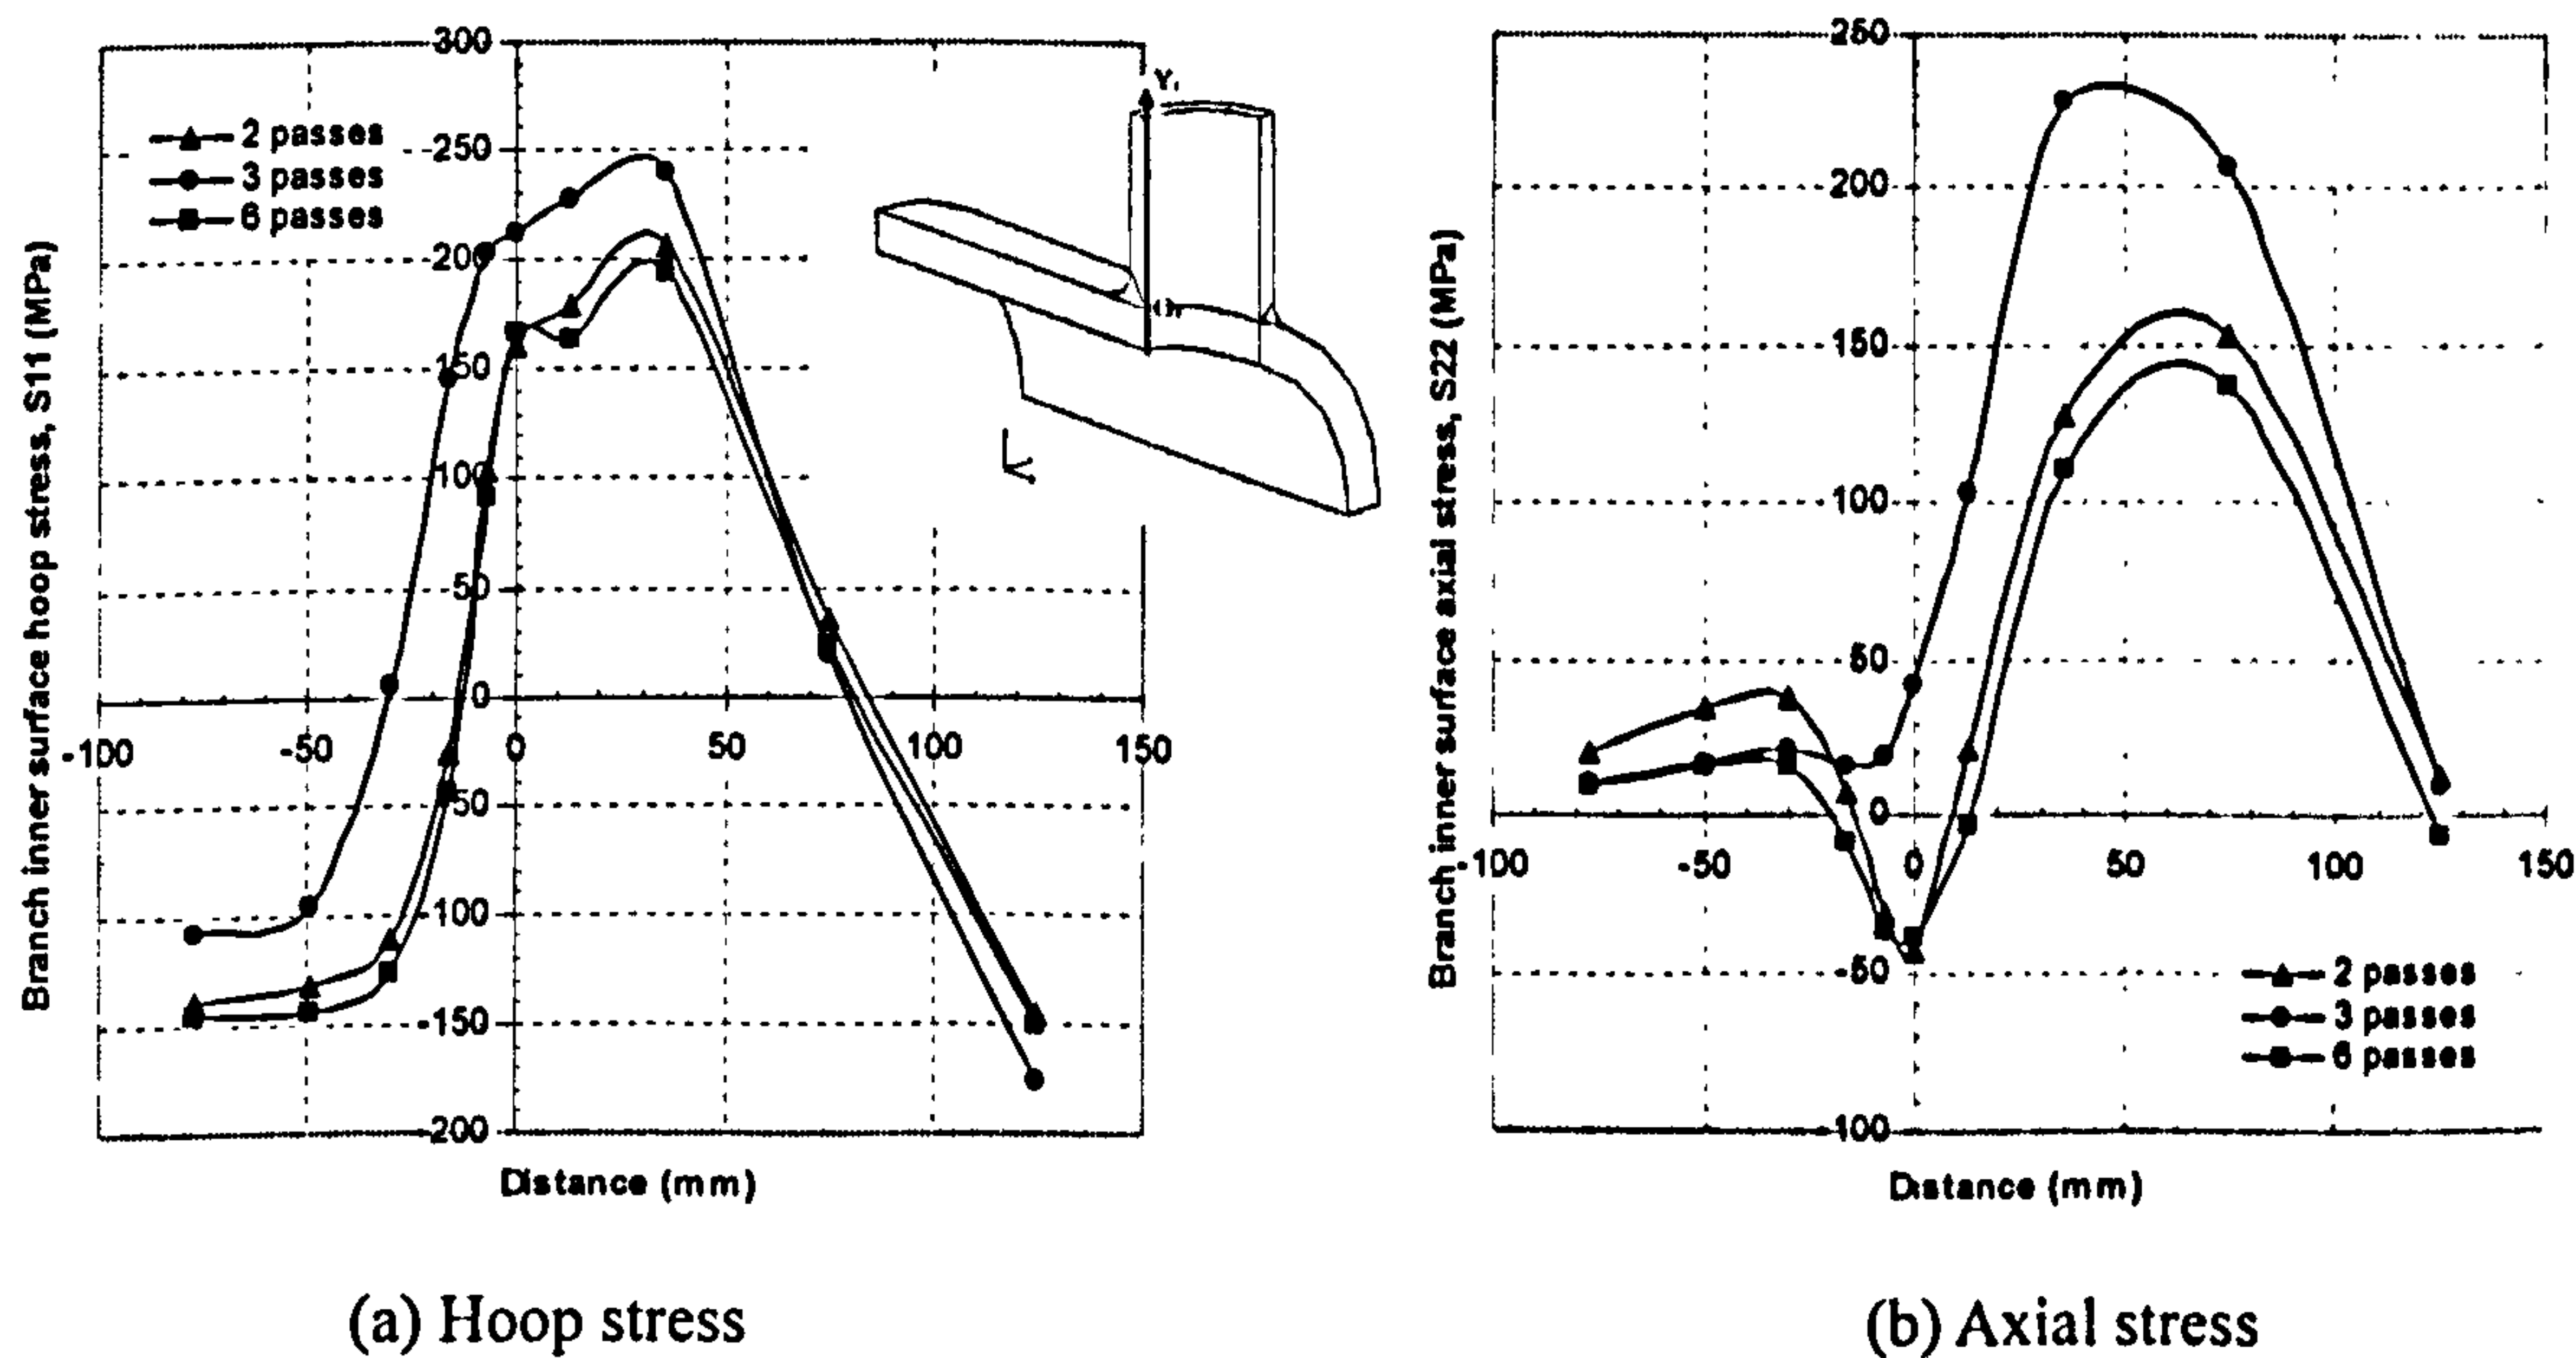 Branch inner surface hoop stress, S11 (MPa)
300
250
200
150
100
50
0
-50
-100
-150
-200
-100
-50
0
50
100
150
2 passes
3 passes
6 passes
Y
Distance (mm)
(a) Hoop stress
Branch inner surface axial stress, S22 (MPa)
250
200
150
100
50
0
-50
100
-100
-50
0
50
100
150
2 passes
3 passes
6 passes
Distance (mm)
(b) Axial stress